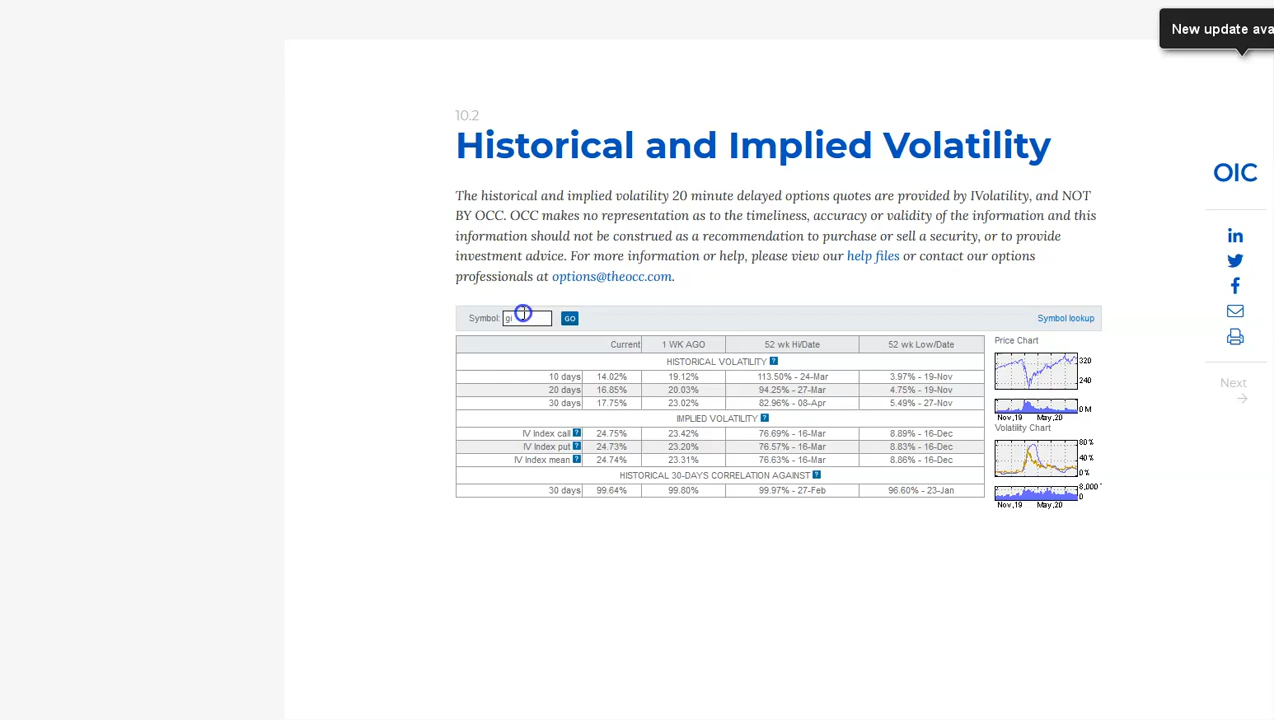 New update ava
10.2
Historical and Implied Volatility
OIC
The historical and implied volatility 20 minute delayed options quotes are provided by IVolatility, and NOT
BY OCC. OCC makes no representation as to the timeliness, accuracy or validity of the information and this
information should not be construed as a recommendation to purchase or sell a security, or to provide
investment advice. For more information or help, please view our help files or contact our options
professionals at options@theocc.com.
Symbol: gi GO Symbol lookup
Current 1 WK AGO 52 wk Hi/Date 52 wk Low/Date
HISTORICAL VOLATILITY ?
10 days 14.02% 19.12% 113.50% - 24-Mar 3.97% - 19-Nov
20 days 16.85% 20.03% 94.25% - 27-Mar 4.75% - 19-Nov
30 days 17.75% 23.02% 82.96% - 08-Apr 5.49% - 27-Nov
IMPLIED VOLATILITY ?
IV Index call ? 24.75% 23.42% 76.69% - 16-Mar 8.89% - 16-Dec
IV Index put ? 24.73% 23.20% 76.57% - 16-Mar 8.83% - 16-Dec
IV Index mean ? 24.74% 23.31% 76.63% - 16-Mar 8.86% - 16-Dec
HISTORICAL 30-DAYS CORRELATION AGAINST ?
30 days 99.64% 99.80% 99.97% - 27-Feb 96.60% - 23-Jan
Price Chart
320
240
0 M
Nov,19 May,20
Volatility Chart
80 %
40 %
0 %
8,000
0
Nov,19 May,20
Next